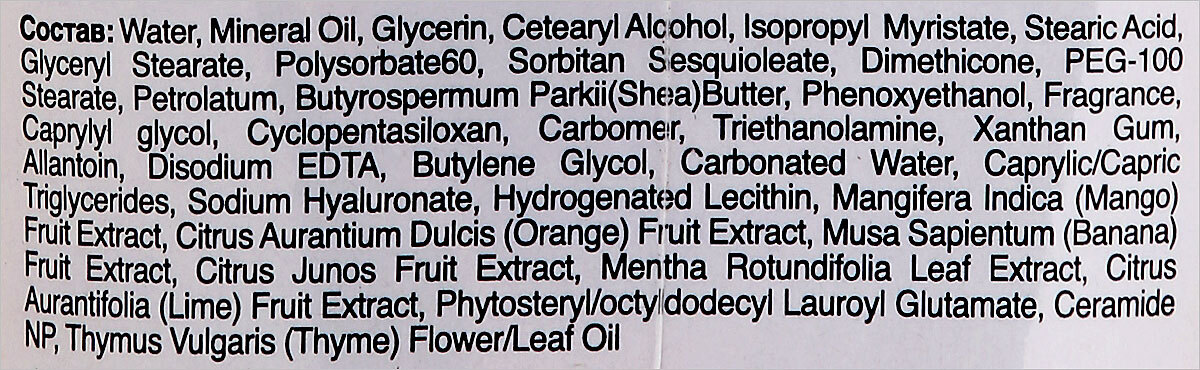 Состав: Water, Mineral Oil, Glycerin, Cetearyl Alcohol, Isopropyl Myristate, Stearic Acid,
Glyceryl Stearate, Polysorbate60, Sorbitan Sesquioleate, Dimethicone, PEG-100
Stearate, Petrolatum, Butyrospermum Parkii(Shea)Butter, Phenoxyethanol, Fragrance,
Caprylyl glycol, Cyclopentasiloxan, Carbomer, Triethanolamine, Xanthan Gum,
Allantoin, Disodium EDTA, Butylene Glycol, Carbonated Water, Caprylic/Capric
Triglycerides, Sodium Hyaluronate, Hydrogenated Lecithin, Mangifera Indica (Mango)
Fruit Extract, Citrus Aurantium Dulcis (Orange) Fruit Extract, Musa Sapientum (Banana)
Fruit Extract, Citrus Junos Fruit Extract, Mentha Rotundifolia Leaf Extract, Citrus
Aurantifolia (Lime) Fruit Extract, Phytosteryl/octyldodecyl Lauroyl Glutamate, Ceramide
NP, Thymus Vulgaris (Thyme) Flower/Leaf Oil